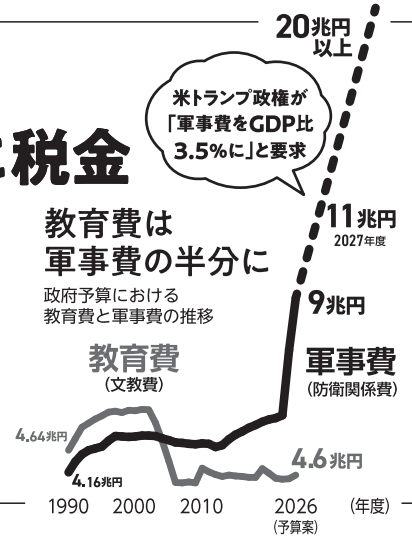 20兆円
以上
米トランプ政権が
「軍事費をGDP比
3.5%に」と要求
税金
教育費は
軍事費の半分に
政府予算における
教育費と軍事費の推移
11兆円
2027年度
9兆円
教育費
(文教費)
軍事費
(防衛関係費)
4.64兆円
4.16兆円
4.6兆円
1990 2000 2010 2026 (年度)
(予算案)